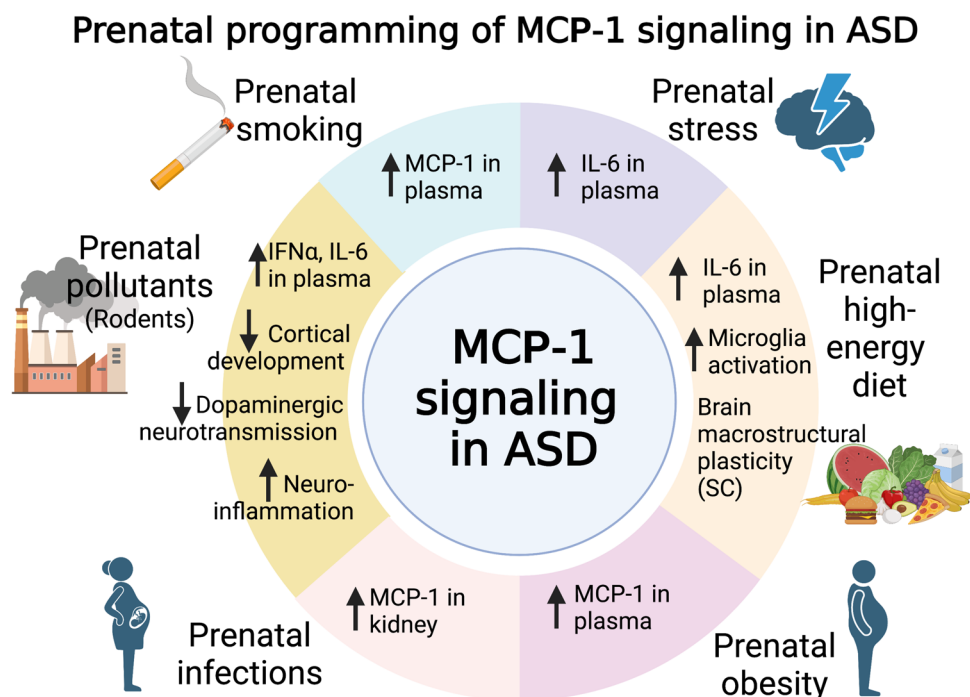 Prenatal programming of MCP-1 signaling in ASD
Prenatal
smoking
Prenatal
stress
MCP-1 in
plasma
IL-6 in
plasma
Prenatal
pollutants
(Rodents)
IFNα, IL-6
in plasma
Cortical
development
Dopaminergic
neurotransmission
Neuro-
inflammation
MCP-1
signaling
in ASD
IL-6 in
plasma
Microglia
activation
Brain
macrostructural
plasticity
(SC)
Prenatal
high-
energy
diet
Prenatal
infections
MCP-1 in
kidney
MCP-1 in
plasma
Prenatal
obesity